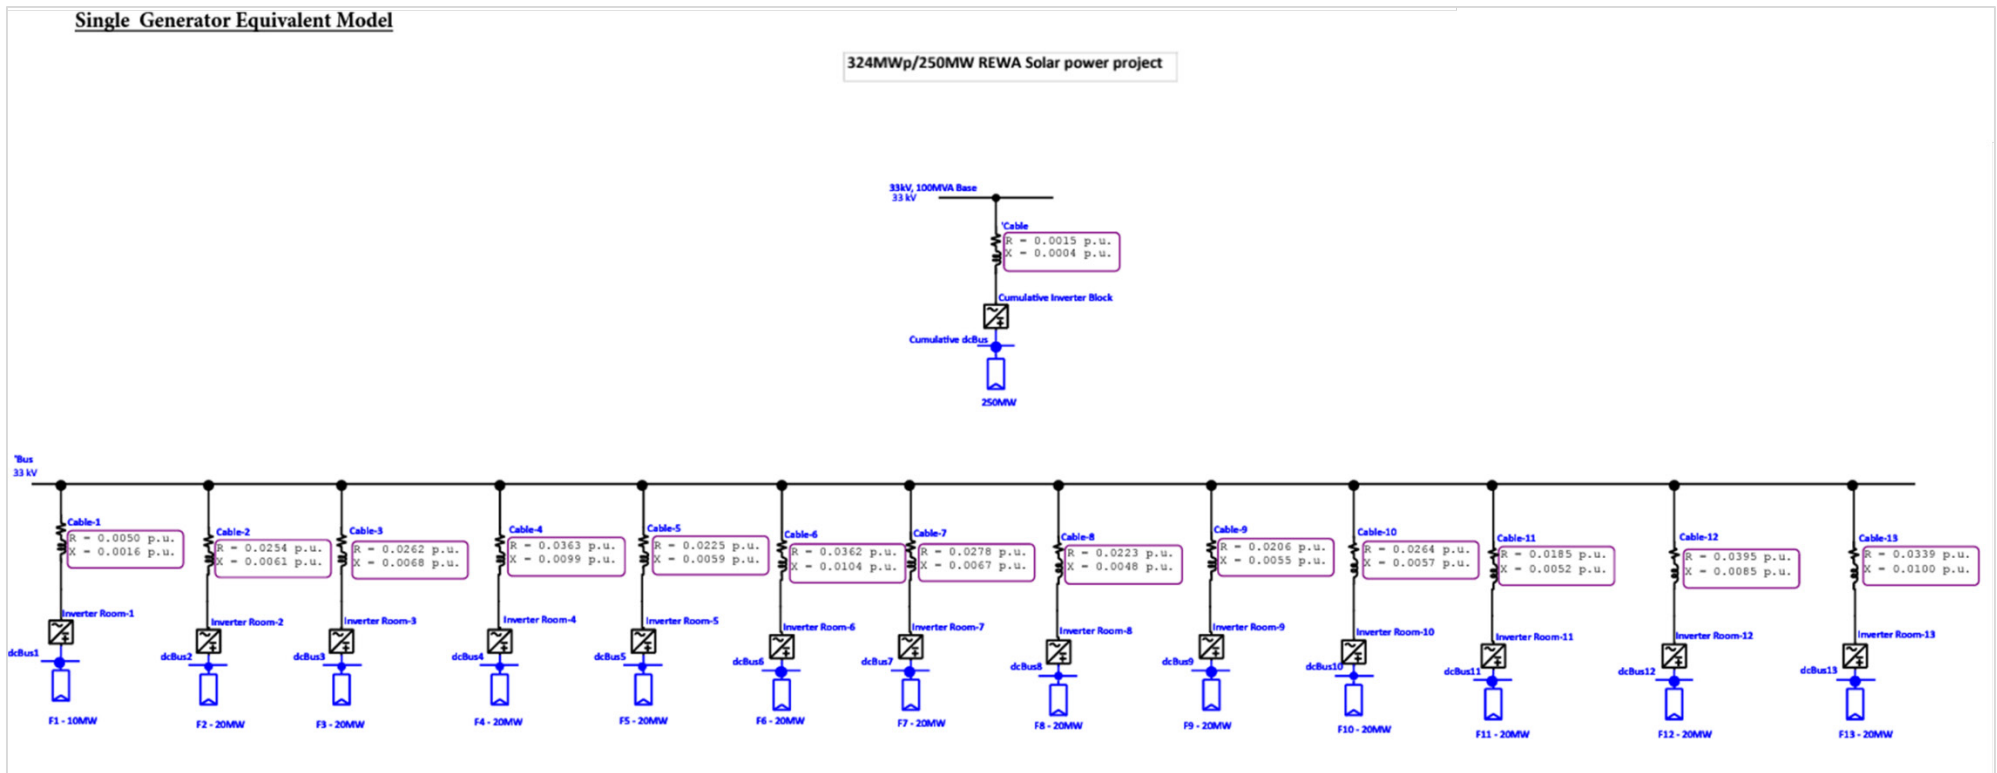 Single Generator Equivalent Model
324MWp/250MW REWA Solar power project
33kV, 100MVA Base
33 kV
'Cable
R = 0.0015 p.u.
X = 0.0004 p.u.
Cumulative Inverter Block
Cumulative dcBus
250MW
'Bus
33 kV
Cable-1
R = 0.0050 p.u.
X = 0.0016 p.u.
Inverter Room-1
dcBus1
F1 - 10MW
Cable-2
R = 0.0254 p.u.
X = 0.0061 p.u.
Inverter Room-2
dcBus2
F2 - 20MW
Cable-3
R = 0.0262 p.u.
X = 0.0068 p.u.
Inverter Room-3
dcBus3
F3 - 20MW
Cable-4
R = 0.0363 p.u.
X = 0.0099 p.u.
Inverter Room-4
dcBus4
F4 - 20MW
Cable-5
R = 0.0225 p.u.
X = 0.0059 p.u.
Inverter Room-5
dcBus5
F5 - 20MW
Cable-6
R = 0.0362 p.u.
X = 0.0104 p.u.
Inverter Room-6
dcBus6
F6 - 20MW
Cable-7
R = 0.0278 p.u.
X = 0.0067 p.u.
Inverter Room-7
dcBus7
F7 - 20MW
Cable-8
R = 0.0223 p.u.
X = 0.0048 p.u.
Inverter Room-8
dcBus8
F8 - 20MW
Cable-9
R = 0.0206 p.u.
X = 0.0055 p.u.
Inverter Room-9
dcBus9
F9 - 20MW
Cable-10
R = 0.0264 p.u.
X = 0.0057 p.u.
Inverter Room-10
dcBus10
F10 - 20MW
Cable-11
R = 0.0185 p.u.
X = 0.0052 p.u.
Inverter Room-11
dcBus11
F11 - 20MW
Cable-12
R = 0.0395 p.u.
X = 0.0085 p.u.
Inverter Room-12
dcBus12
F12 - 20MW
Cable-13
R = 0.0339 p.u.
X = 0.0100 p.u.
Inverter Room-13
dcBus13
F13 - 20MW